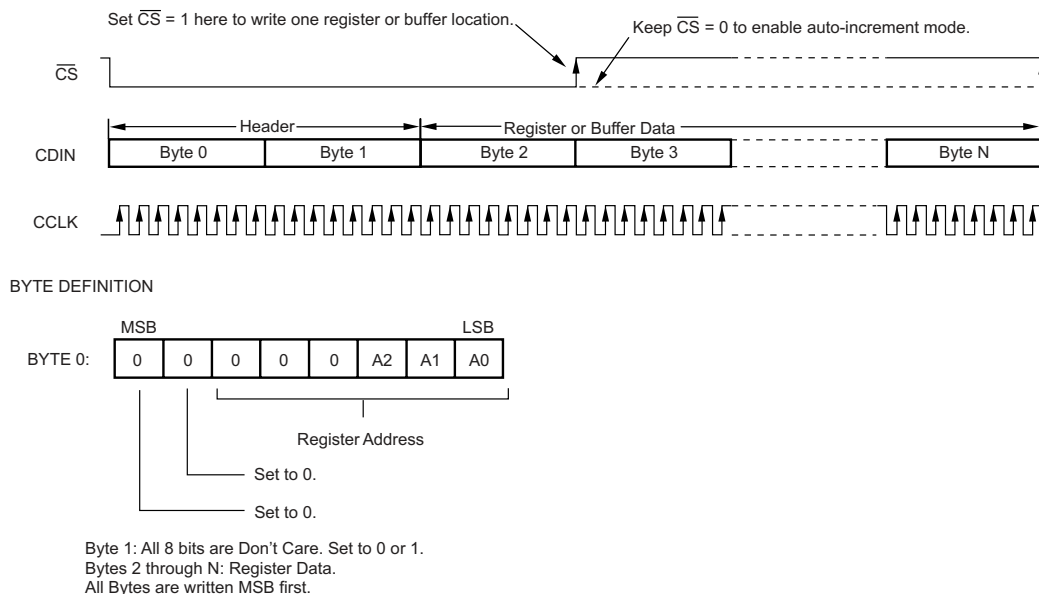 Set CS = 1 here to write one register or buffer location.
Keep CS = 0 to enable auto-increment mode.
CS
Header
Register or Buffer Data
CDIN
Byte 0
Byte 1
Byte 2
Byte 3
Byte N
CCLK
BYTE DEFINITION
MSB
LSB
BYTE 0:
0
0
0
0
0
A2
A1
A0
Register Address
Set to 0.
Set to 0.
Byte 1: All 8 bits are Don’t Care. Set to 0 or 1.
Bytes 2 through N: Register Data.
All Bytes are written MSB first.